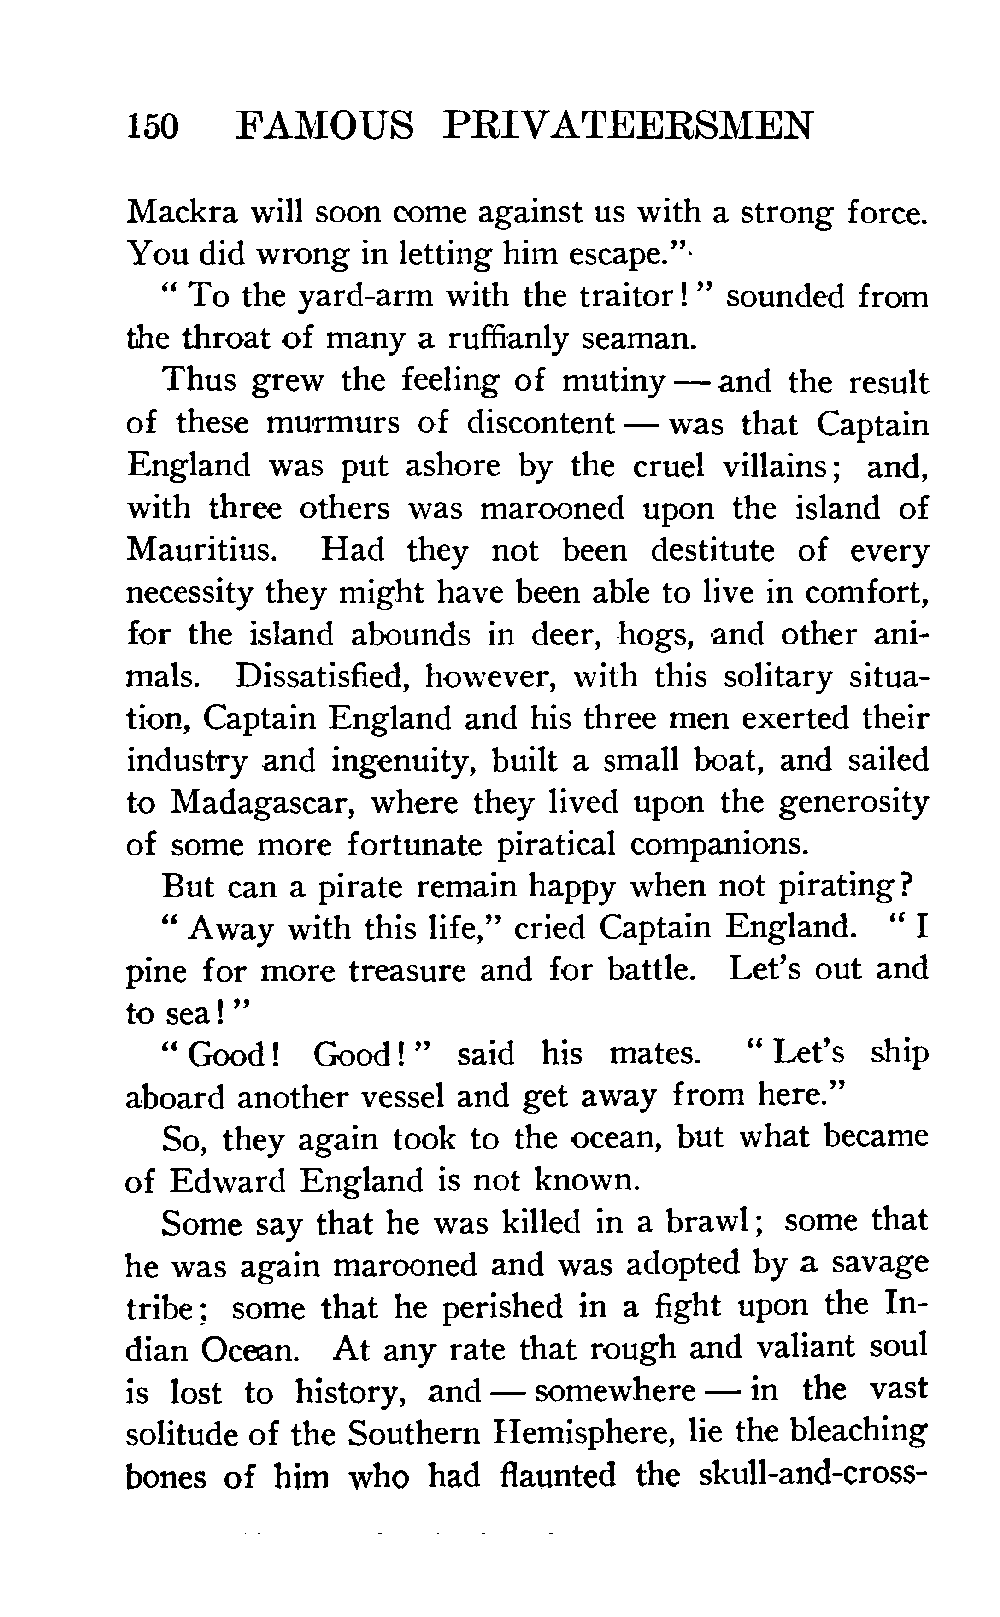 150 FAMOUS PRIVATEERSMEN
Mackra will soon come against us with a strong force.
You did wrong in letting him escape."
" To the yard-arm with the traitor! " sounded from
the throat of many a ruffianly seaman.
Thus grew the feeling of mutiny — and the result
of these murmurs of discontent — was that Captain
England was put ashore by the cruel villains; and,
with three others was marooned upon the island of
Mauritius. Had they not been destitute of every
necessity they might have been able to live in comfort,
for the island abounds in deer, hogs, and other ani-
mals. Dissatisfied, however, with this solitary situa-
tion, Captain England and his three men exerted their
industry and ingenuity, built a small boat, and sailed
to Madagascar, where they lived upon the generosity
of some more fortunate piratical companions.
But can a pirate remain happy when not pirating?
" Away with this life," cried Captain England. " I
pine for more treasure and for battle. Let's out and
to sea! "
" Good! Good! " said his mates. " Let's ship
aboard another vessel and get away from here."
So, they again took to the ocean, but what became
of Edward England is not known.
Some say that he was killed in a brawl; some that
he was again marooned and was adopted by a savage
tribe; some that he perished in a fight upon the In-
dian Ocean. At any rate that rough and valiant soul
is lost to history, and — somewhere — in the vast
solitude of the Southern Hemisphere, lie the bleaching
bones of him who had flaunted the skull-and-cross-